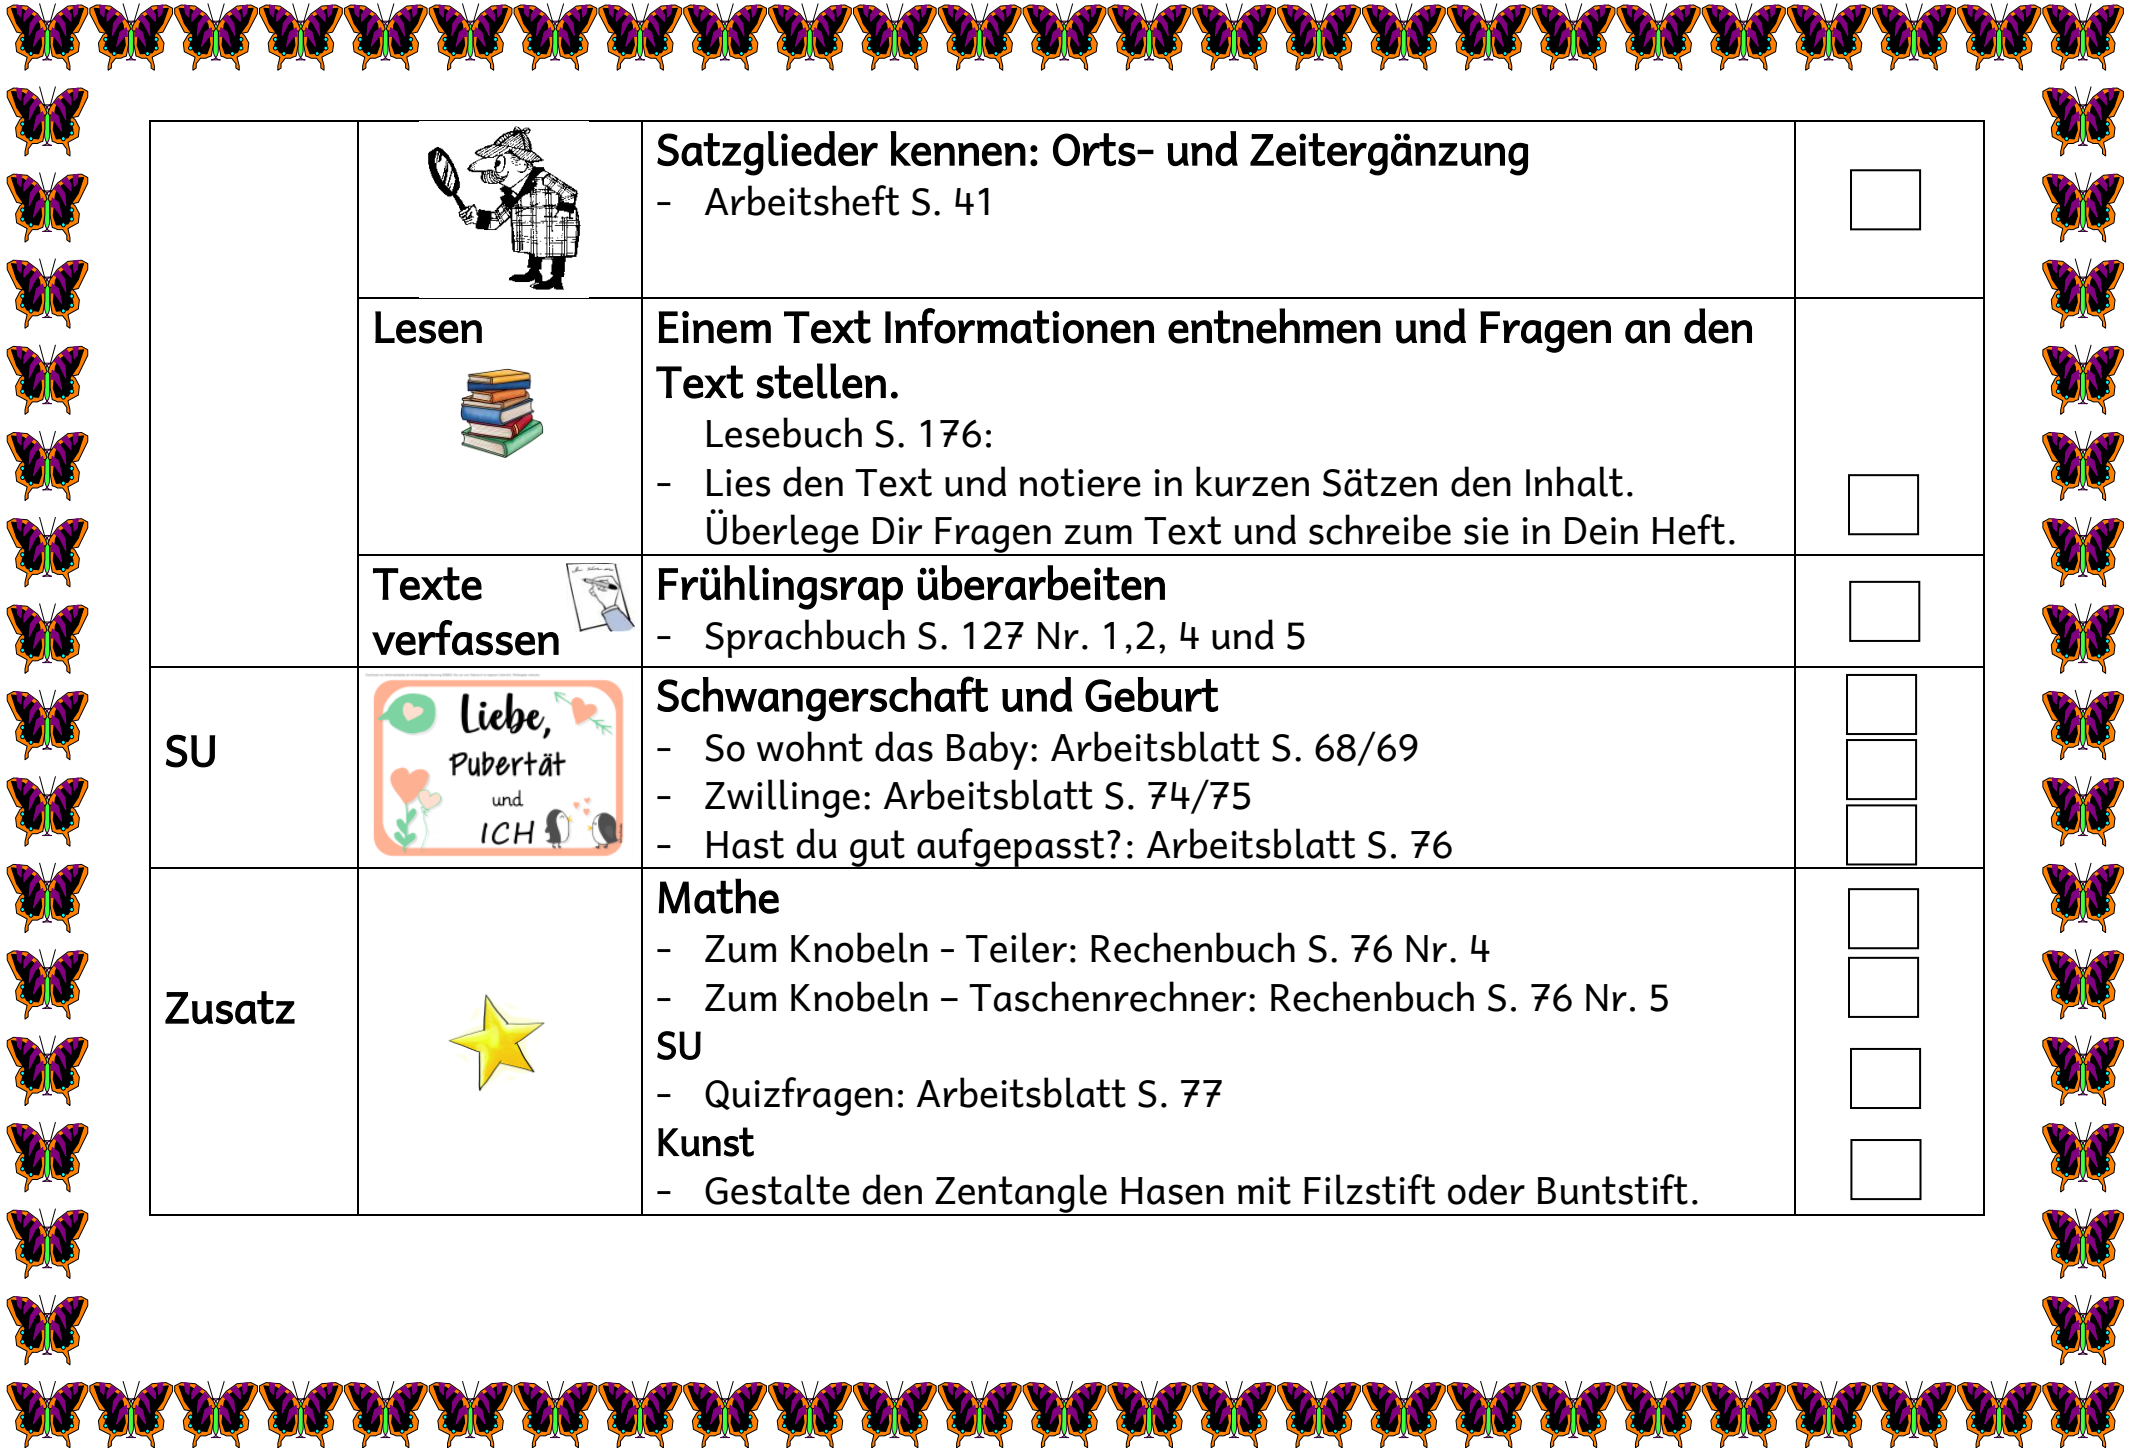 Satzglieder kennen: Orts- und Zeitergänzung
- Arbeitsheft S. 41
Lesen
Einem Text Informationen entnehmen und Fragen an den
Text stellen.
Lesebuch S. 176:
- Lies den Text und notiere in kurzen Sätzen den Inhalt.
Überlege Dir Fragen zum Text und schreibe sie in Dein Heft.
Texte
verfassen
Frühlingsrap überarbeiten
- Sprachbuch S. 127 Nr. 1,2, 4 und 5
SU
Liebe,
Pubertät
und
ICH
Schwangerschaft und Geburt
- So wohnt das Baby: Arbeitsblatt S. 68/69
- Zwillinge: Arbeitsblatt S. 74/75
- Hast du gut aufgepasst?: Arbeitsblatt S. 76
Zusatz
Mathe
- Zum Knobeln - Teiler: Rechenbuch S. 76 Nr. 4
- Zum Knobeln – Taschenrechner: Rechenbuch S. 76 Nr. 5
SU
- Quizfragen: Arbeitsblatt S. 77
Kunst
- Gestalte den Zentangle Hasen mit Filzstift oder Buntstift.